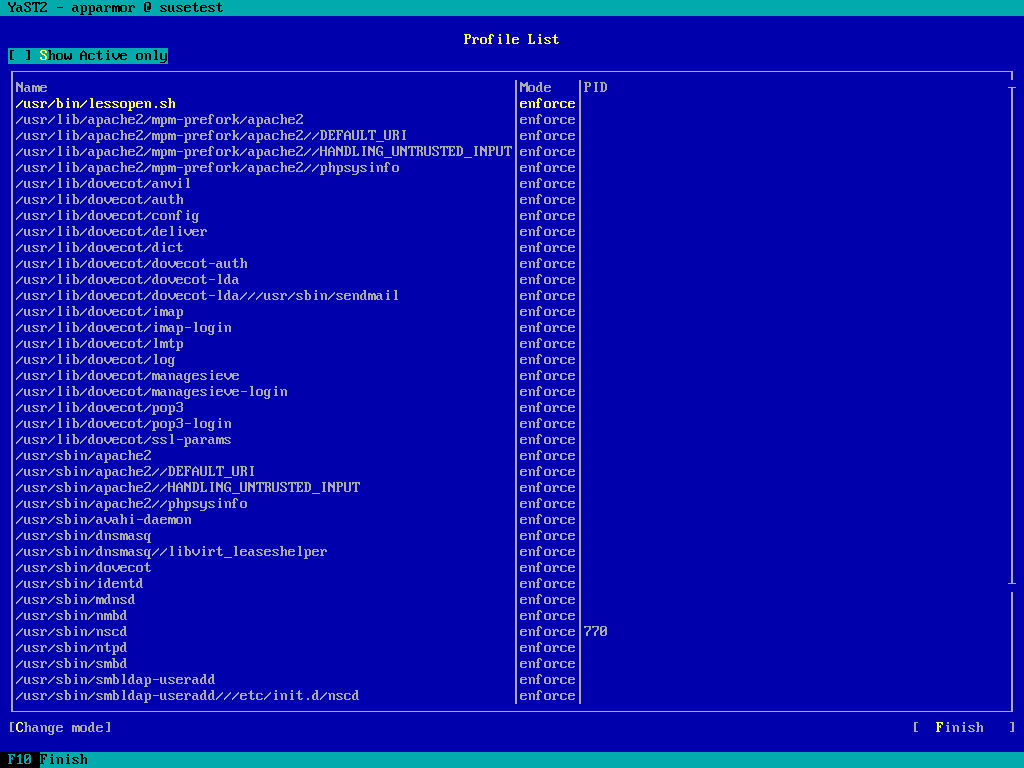 YaST2 - apparmor @ susetest
Profile List
[ ] Show Active only
Name Mode PID
/usr/bin/lessopen.sh enforce
/usr/lib/apache2/mpm-prefork/apache2 enforce
/usr/lib/apache2/mpm-prefork/apache2//DEFAULT_URI enforce
/usr/lib/apache2/mpm-prefork/apache2//HANDLING_UNTRUSTED_INPUT enforce
/usr/lib/apache2/mpm-prefork/apache2//phpsysinfo enforce
/usr/lib/dovecot/anvil enforce
/usr/lib/dovecot/auth enforce
/usr/lib/dovecot/config enforce
/usr/lib/dovecot/deliver enforce
/usr/lib/dovecot/dict enforce
/usr/lib/dovecot/dovecot-auth enforce
/usr/lib/dovecot/dovecot-lda enforce
/usr/lib/dovecot/dovecot-lda///usr/sbin/sendmail enforce
/usr/lib/dovecot/imap enforce
/usr/lib/dovecot/imap-login enforce
/usr/lib/dovecot/lmtp enforce
/usr/lib/dovecot/log enforce
/usr/lib/dovecot/managesieve enforce
/usr/lib/dovecot/managesieve-login enforce
/usr/lib/dovecot/pop3 enforce
/usr/lib/dovecot/pop3-login enforce
/usr/lib/dovecot/ssl-params enforce
/usr/sbin/apache2 enforce
/usr/sbin/apache2//DEFAULT_URI enforce
/usr/sbin/apache2//HANDLING_UNTRUSTED_INPUT enforce
/usr/sbin/apache2//phpsysinfo enforce
/usr/sbin/avahi-daemon enforce
/usr/sbin/dnsmasq enforce
/usr/sbin/dnsmasq//libvirt_leaseshelper enforce
/usr/sbin/dovecot enforce
/usr/sbin/identd enforce
/usr/sbin/mdnsd enforce
/usr/sbin/nmbd enforce
/usr/sbin/nscd enforce 770
/usr/sbin/ntpd enforce
/usr/sbin/smbd enforce
/usr/sbin/smbldap-useradd enforce
/usr/sbin/smbldap-useradd///etc/init.d/nscd enforce
[Change mode] [ Finish ]
F10 Finish